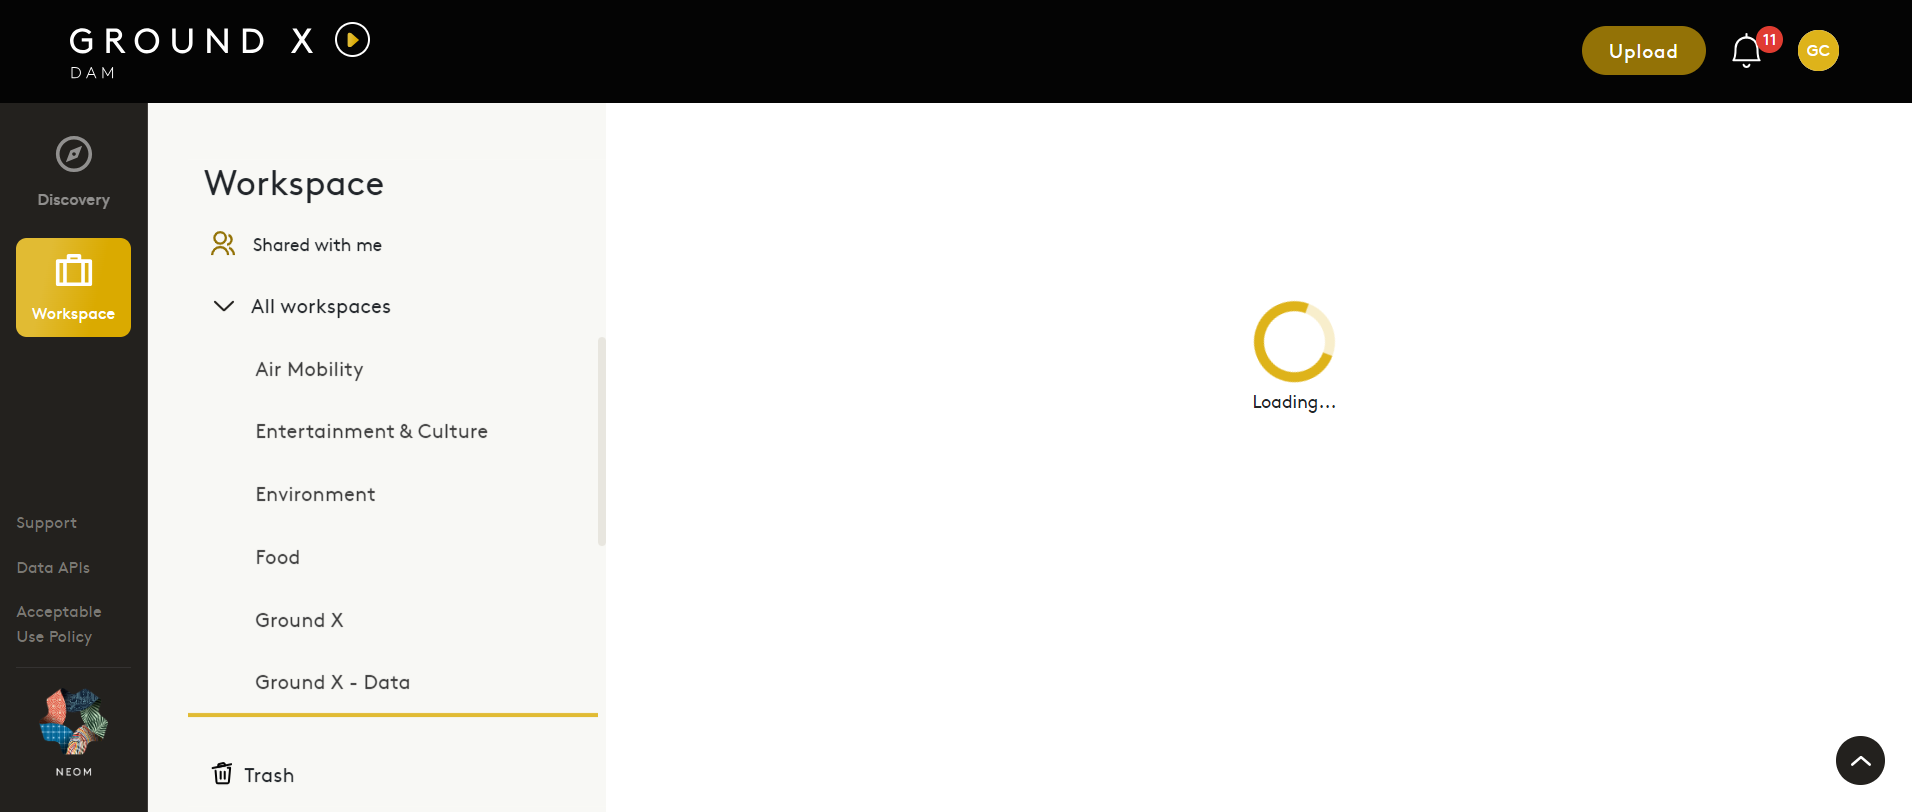 GROUND X
DAM
Upload
11
GC
Discovery
Workspace
Support
Data APIs
Acceptable
Use Policy
NEOM
Workspace
Shared with me
All workspaces
Air Mobility
Entertainment & Culture
Environment
Food
Ground X
Ground X - Data
Trash
Loading...